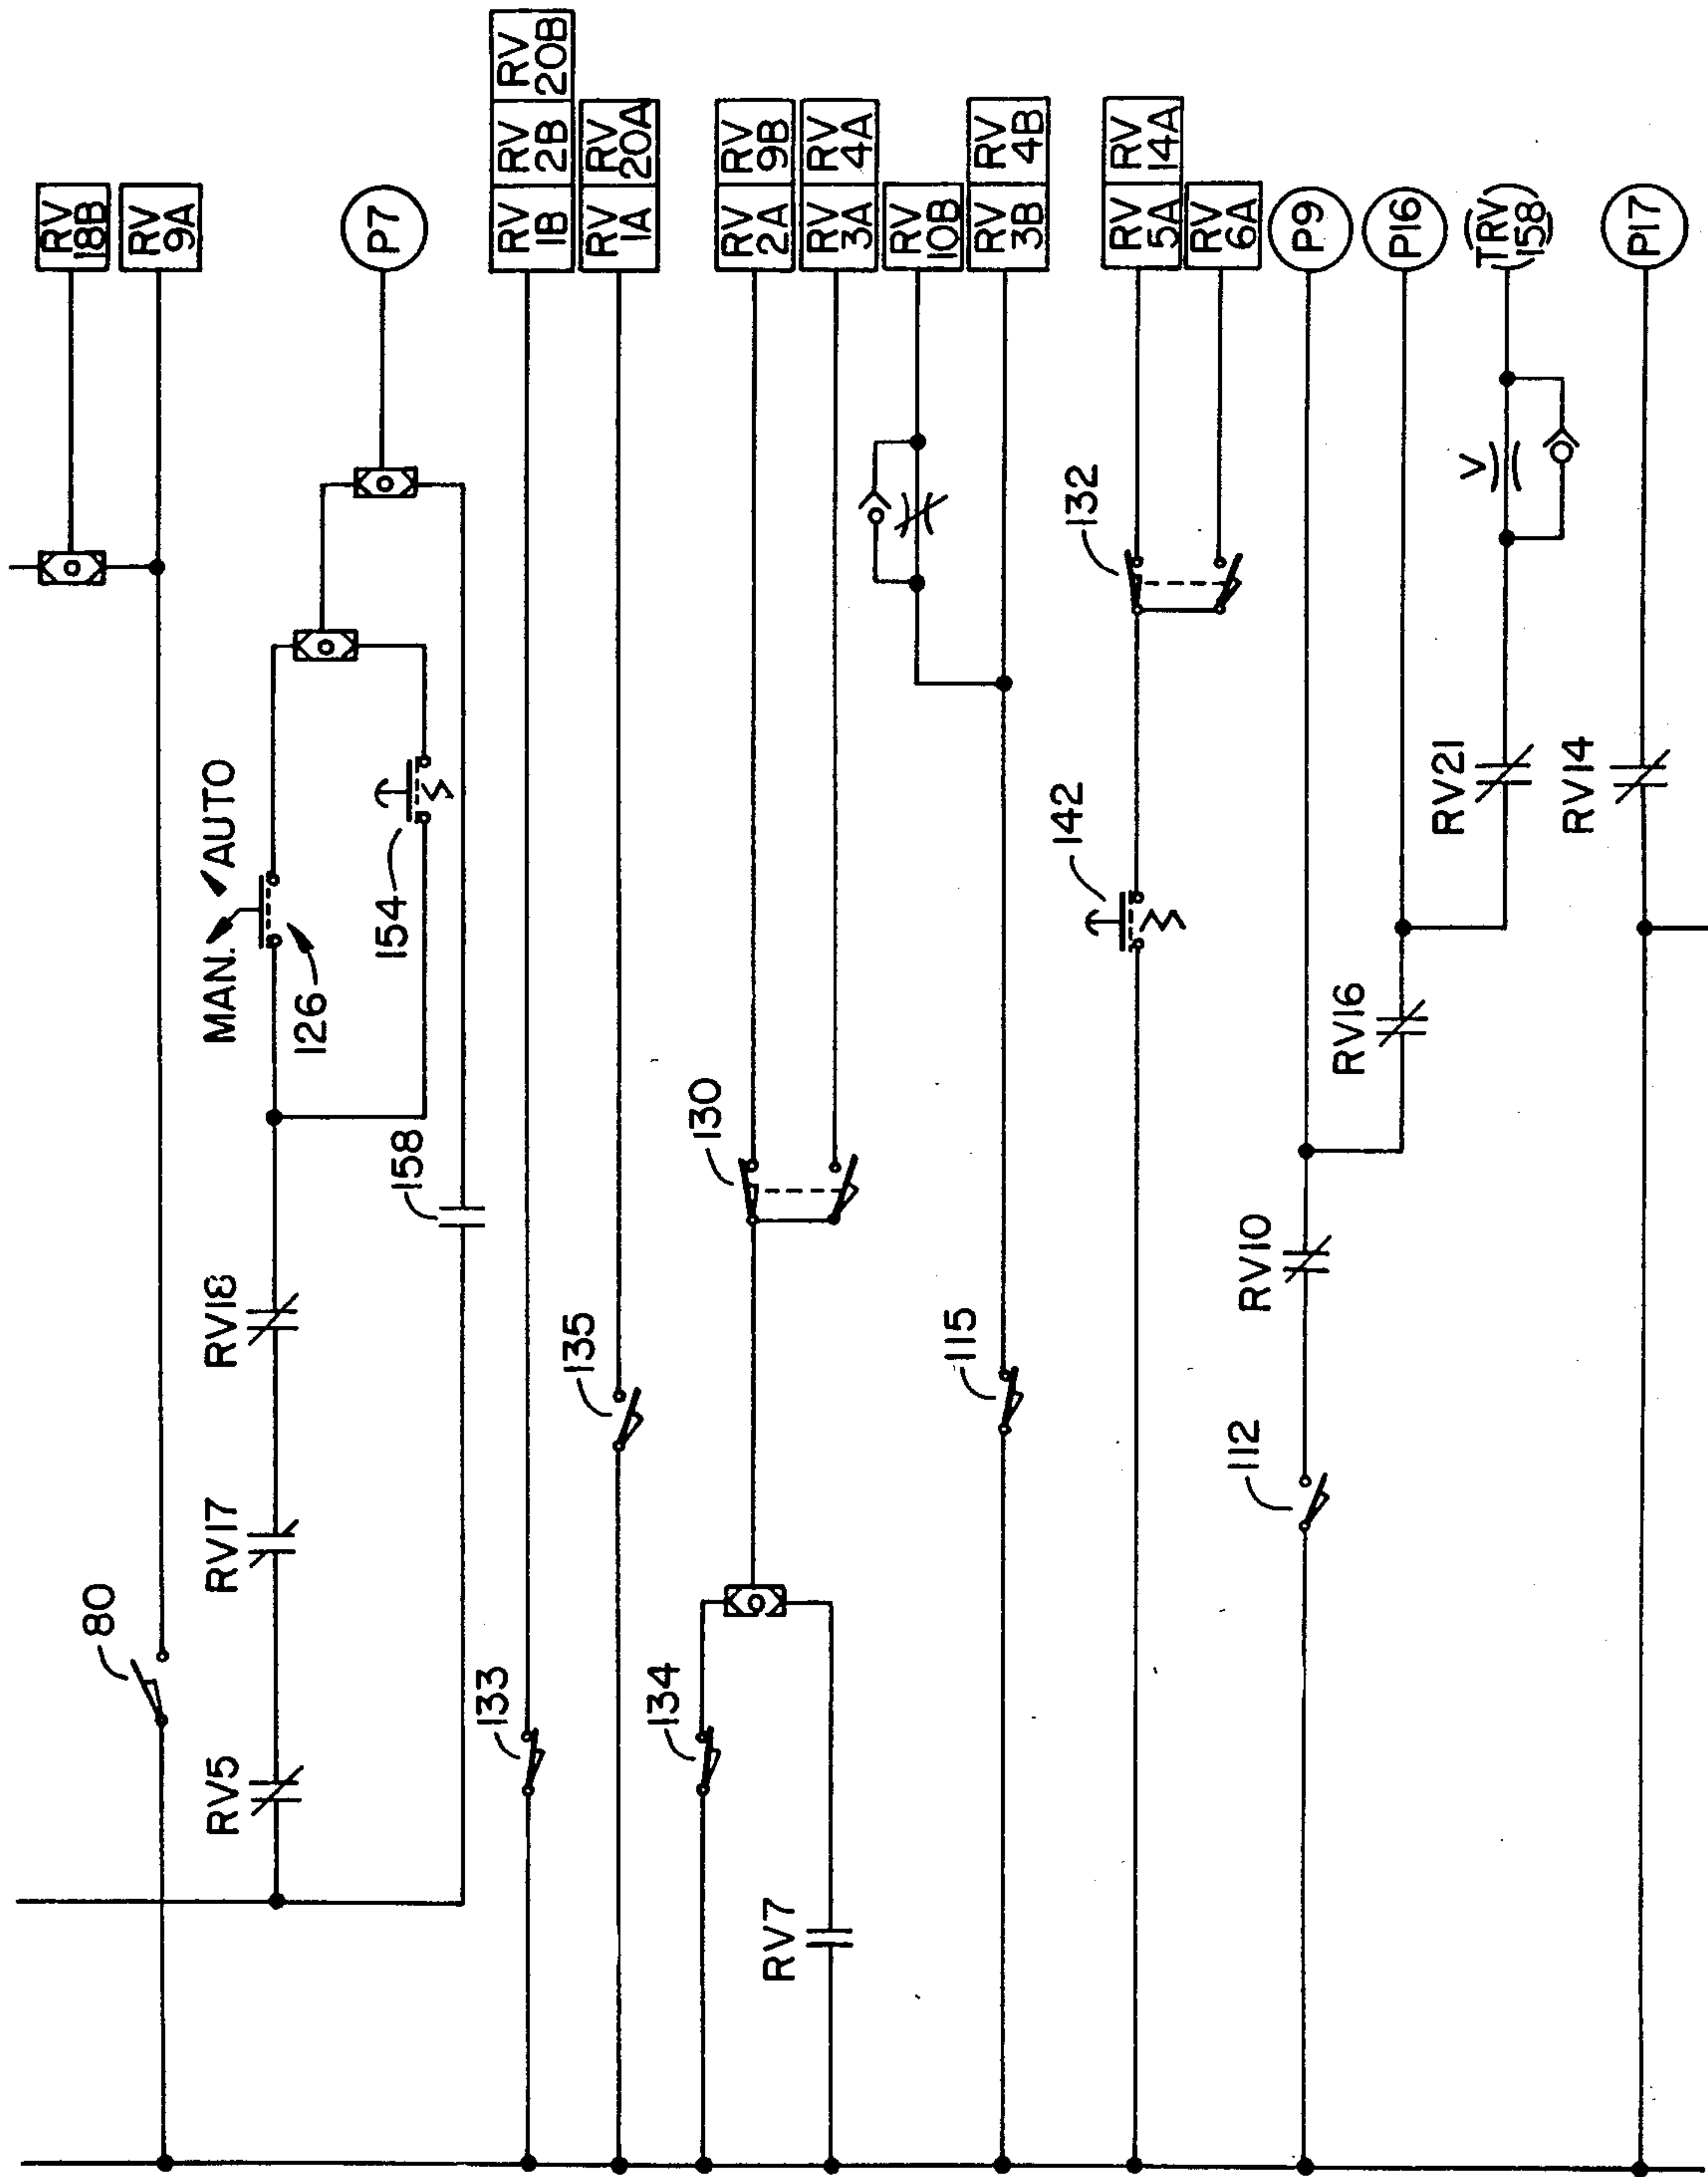 RV 18B
RV 9A
80
MAN. AUTO
126
154
P7
RV5
RV17
RV18
158
133
RV 1B RV 2B RV 20B
135
RV 1A RV 20A
134
RV7
130
RV 2A RV 9B
RV 3A RV 4A
RV 10B
115
RV 3B RV 4B
142
132
RV 5A RV 14A
RV 6A
112
RV10
P9
RV16
P16
RV21
V
TRV 158
RV14
P17